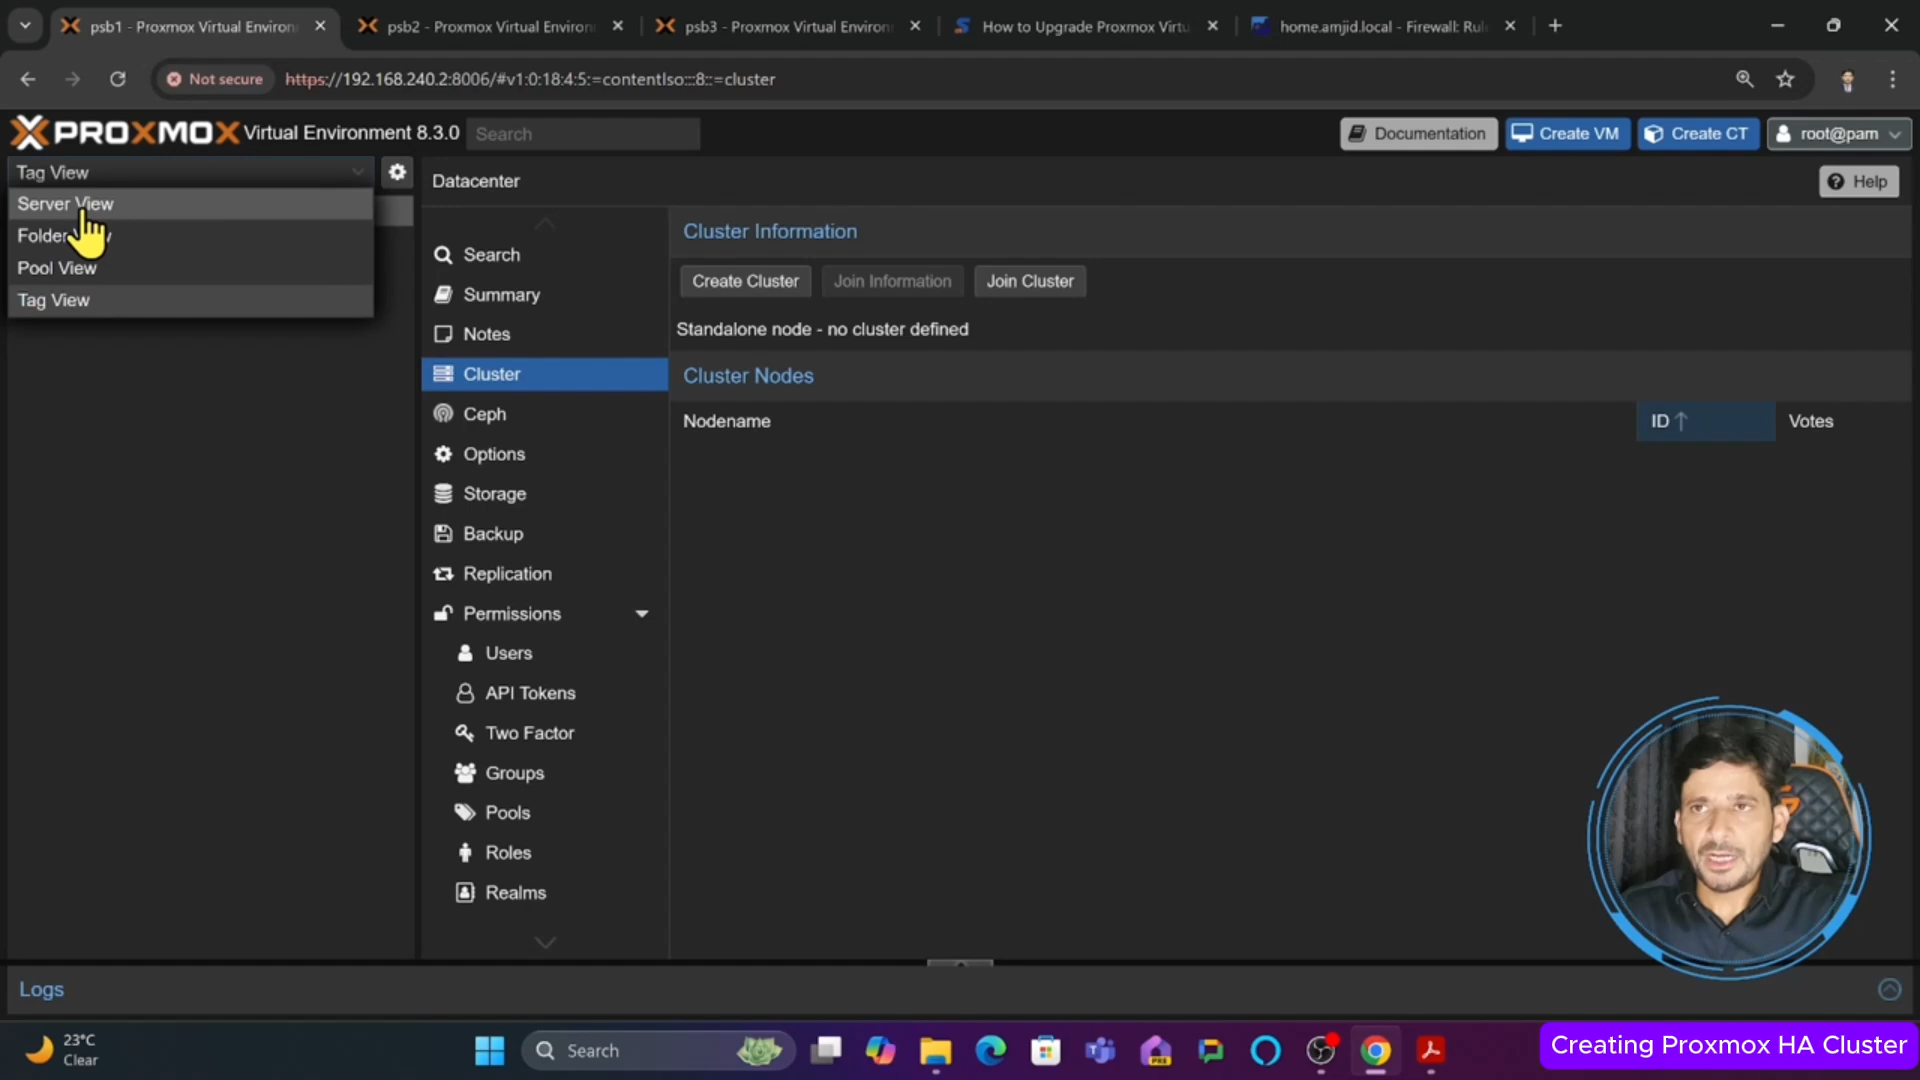 psb1 - Proxmox Virtual Environ
psb2 - Proxmox Virtual Environ
psb3 - Proxmox Virtual Environ
How to Upgrade Proxmox Virtu
home.amjid.local - Firewall: Rul
Not secure
https://192.168.240.2:8006/#v1:0:18:4:5:=contentIso:::8::=cluster
PROXMOX Virtual Environment 8.3.0
Search
Documentation
Create VM
Create CT
root@pam
Tag View
Server View
Folder
Pool View
Tag View
Datacenter
Help
Search
Summary
Notes
Cluster
Ceph
Options
Storage
Backup
Replication
Permissions
Users
API Tokens
Two Factor
Groups
Pools
Roles
Realms
Cluster Information
Create Cluster
Join Information
Join Cluster
Standalone node - no cluster defined
Cluster Nodes
Nodename
ID
Votes
Logs
23°C
Clear
Search
Creating Proxmox HA Cluster